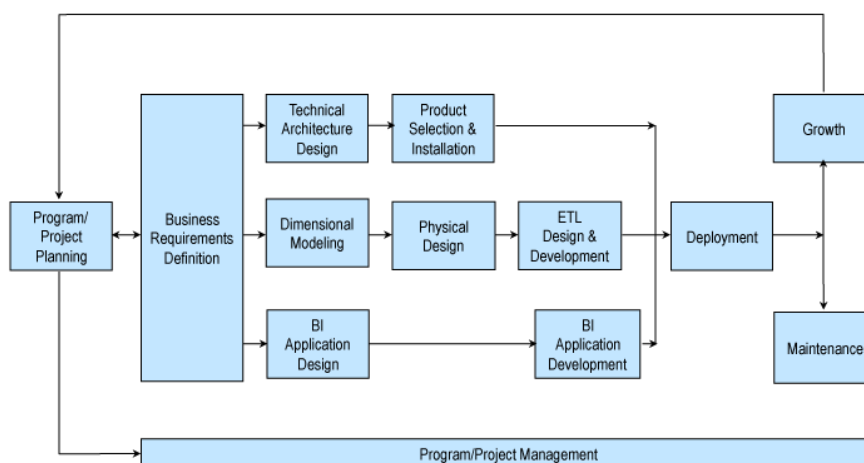 Program/
Project
Planning
Business
Requirements
Definition
Technical
Architecture
Design
Product
Selection &
Installation
Dimensional
Modeling
Physical
Design
ETL
Design &
Development
BI
Application
Design
BI
Application
Development
Deployment
Growth
Maintenance
Program/Project Management